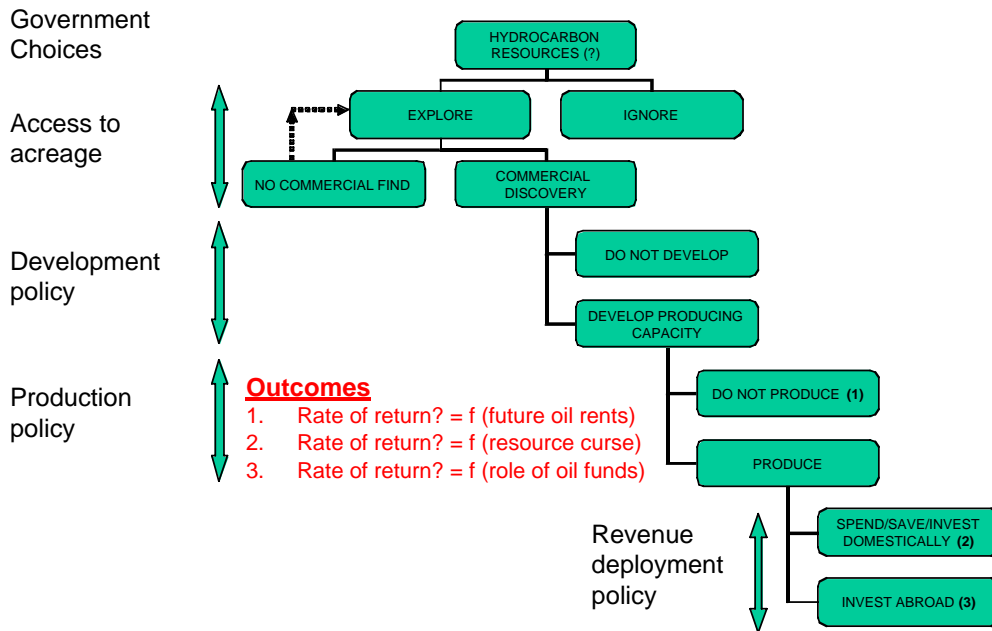 Government
Choices
HYDROCARBON
RESOURCES (?)
Access to
acreage
EXPLORE
IGNORE
NO COMMERCIAL FIND
COMMERCIAL
DISCOVERY
Development
policy
DO NOT DEVELOP
DEVELOP PRODUCING
CAPACITY
Production
policy
Outcomes
1. Rate of return? = f (future oil rents)
2. Rate of return? = f (resource curse)
3. Rate of return? = f (role of oil funds)
DO NOT PRODUCE (1)
PRODUCE
Revenue
deployment
policy
SPEND/SAVE/INVEST
DOMESTICALLY (2)
INVEST ABROAD (3)